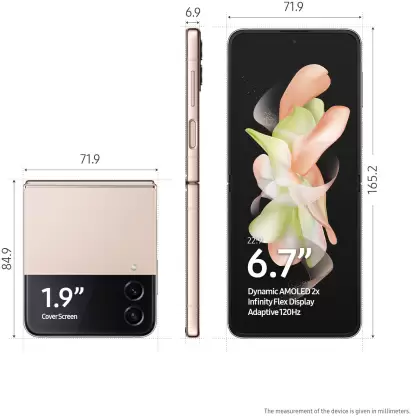 6.9
71.9
71.9
165.2
84.9
1.9”
Cover Screen
6.7”
Dynamic AMOLED 2x
Infinity Flex Display
Adaptive 120Hz
The measurement of the device is given in millimeters.